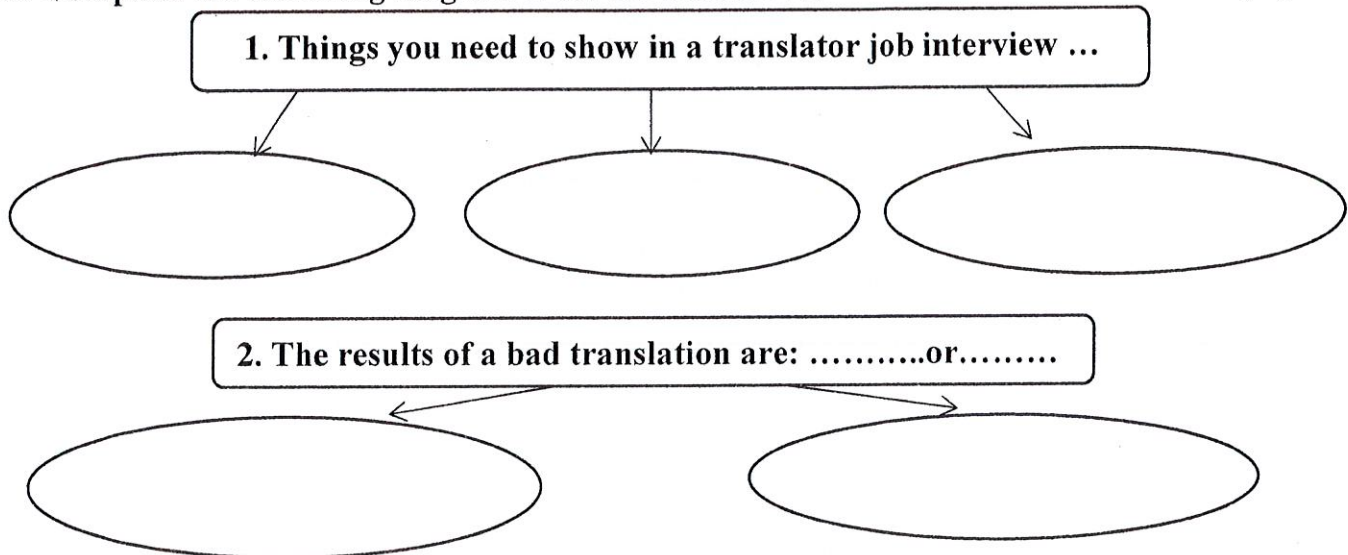 1. Things you need to show in a translator job interview ...
2. The results of a bad translation are: ...........or.........